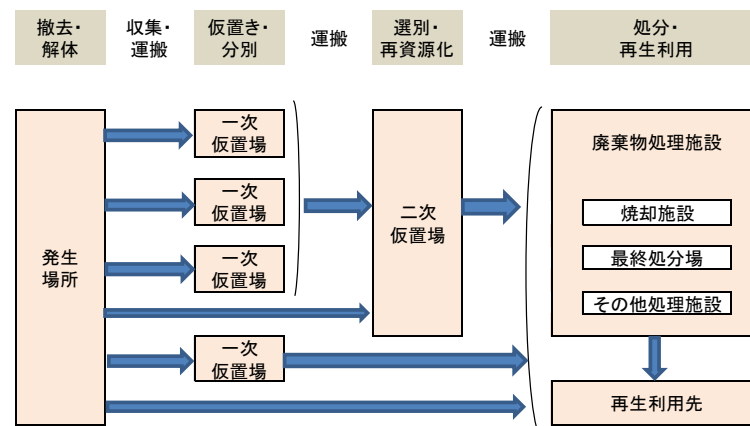 撤去・
解体
収集・
運搬
仮置き・
分別
運搬
選別・
再資源化
運搬
処分・
再生利用
発生
場所
一次
仮置場
一次
仮置場
一次
仮置場
一次
仮置場
二次
仮置場
廃棄物処理施設
焼却施設
最終処分場
その他処理施設
再生利用先